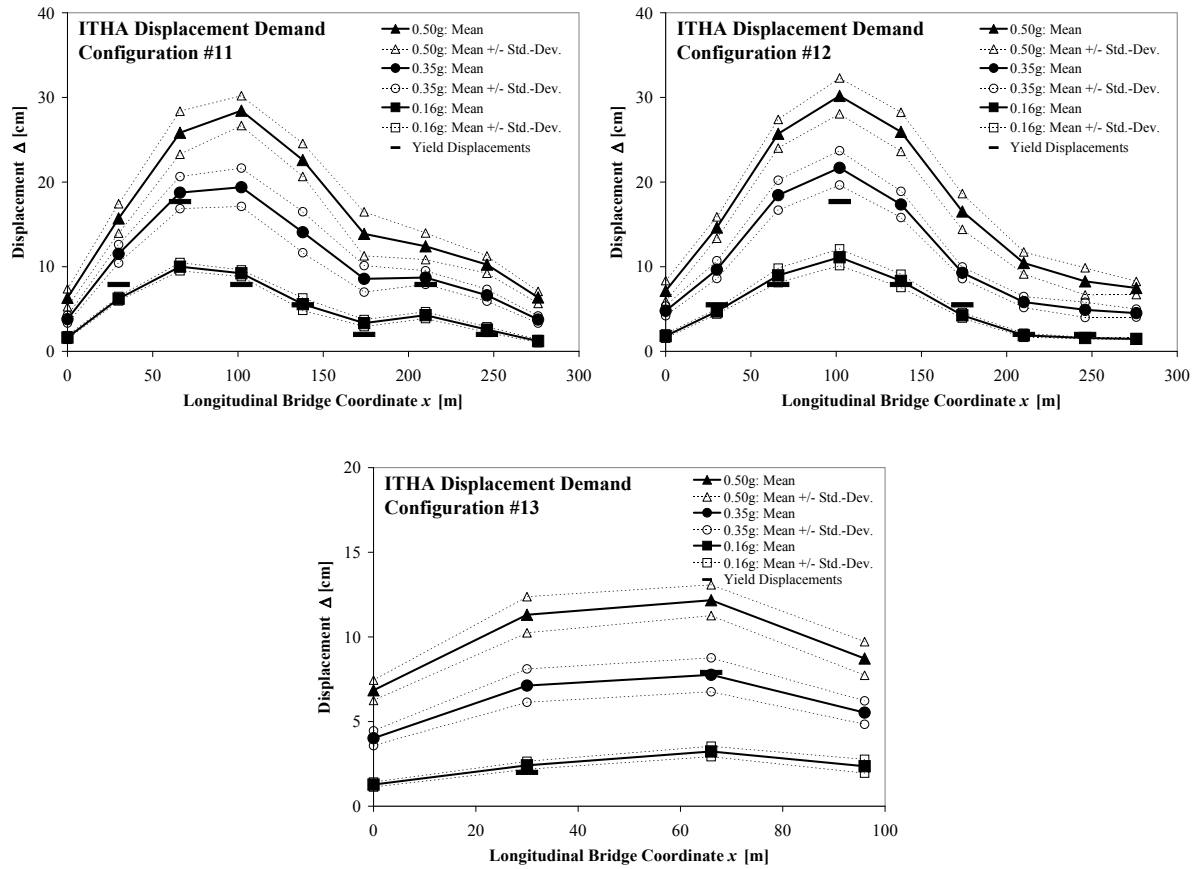 ITHA Displacement Demand
Configuration #11
0.50g: Mean
0.50g: Mean +/- Std.-Dev.
0.35g: Mean
0.35g: Mean +/- Std.-Dev.
0.16g: Mean
0.16g: Mean +/- Std.-Dev.
Yield Displacements
Displacement Δ [cm]
40
30
20
10
0
0 50 100 150 200 250 300
Longitudinal Bridge Coordinate x [m]
ITHA Displacement Demand
Configuration #12
0.50g: Mean
0.50g: Mean +/- Std.-Dev.
0.35g: Mean
0.35g: Mean +/- Std.-Dev.
0.16g: Mean
0.16g: Mean +/- Std.-Dev.
Yield Displacements
Displacement Δ [cm]
40
30
20
10
0
0 50 100 150 200 250 300
Longitudinal Bridge Coordinate x [m]
ITHA Displacement Demand
Configuration #13
0.50g: Mean
0.50g: Mean +/- Std.-Dev.
0.35g: Mean
0.35g: Mean +/- Std.-Dev.
0.16g: Mean
0.16g: Mean +/- Std.-Dev.
Yield Displacements
Displacement Δ [cm]
20
15
10
5
0
0 20 40 60 80 100
Longitudinal Bridge Coordinate x [m]